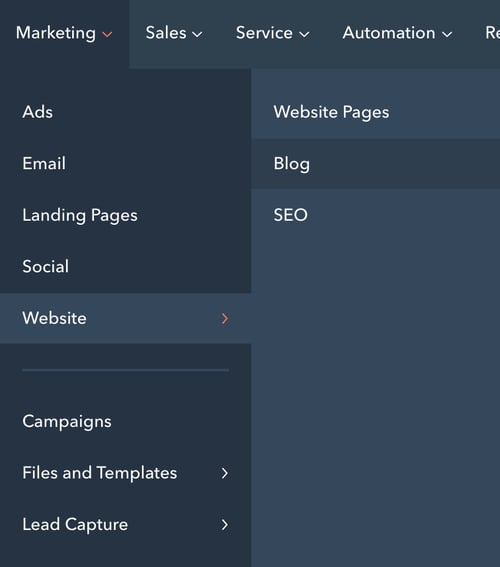 Marketing Sales Service Automation
Ads
Email
Landing Pages
Social
Website
Campaigns
Files and Templates
Lead Capture
Website Pages
Blog
SEO